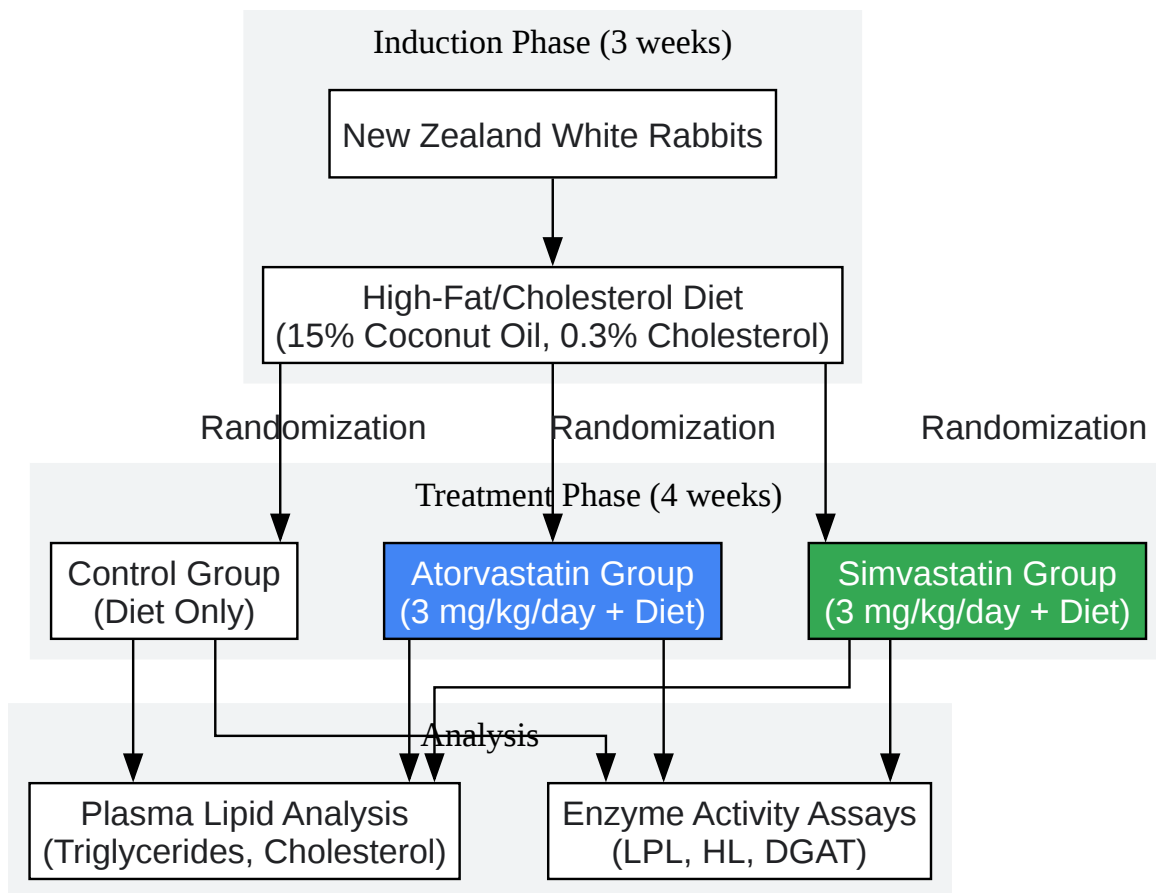 Induction Phase (3 weeks)
New Zealand White Rabbits
High-Fat/Cholesterol Diet
(15% Coconut Oil, 0.3% Cholesterol)
Randomization
Randomization
Randomization
Treatment Phase (4 weeks)
Control Group
(Diet Only)
Atorvastatin Group
(3 mg/kg/day + Diet)
Simvastatin Group
(3 mg/kg/day + Diet)
Analysis
Plasma Lipid Analysis
(Triglycerides, Cholesterol)
Enzyme Activity Assays
(LPL, HL, DGAT)